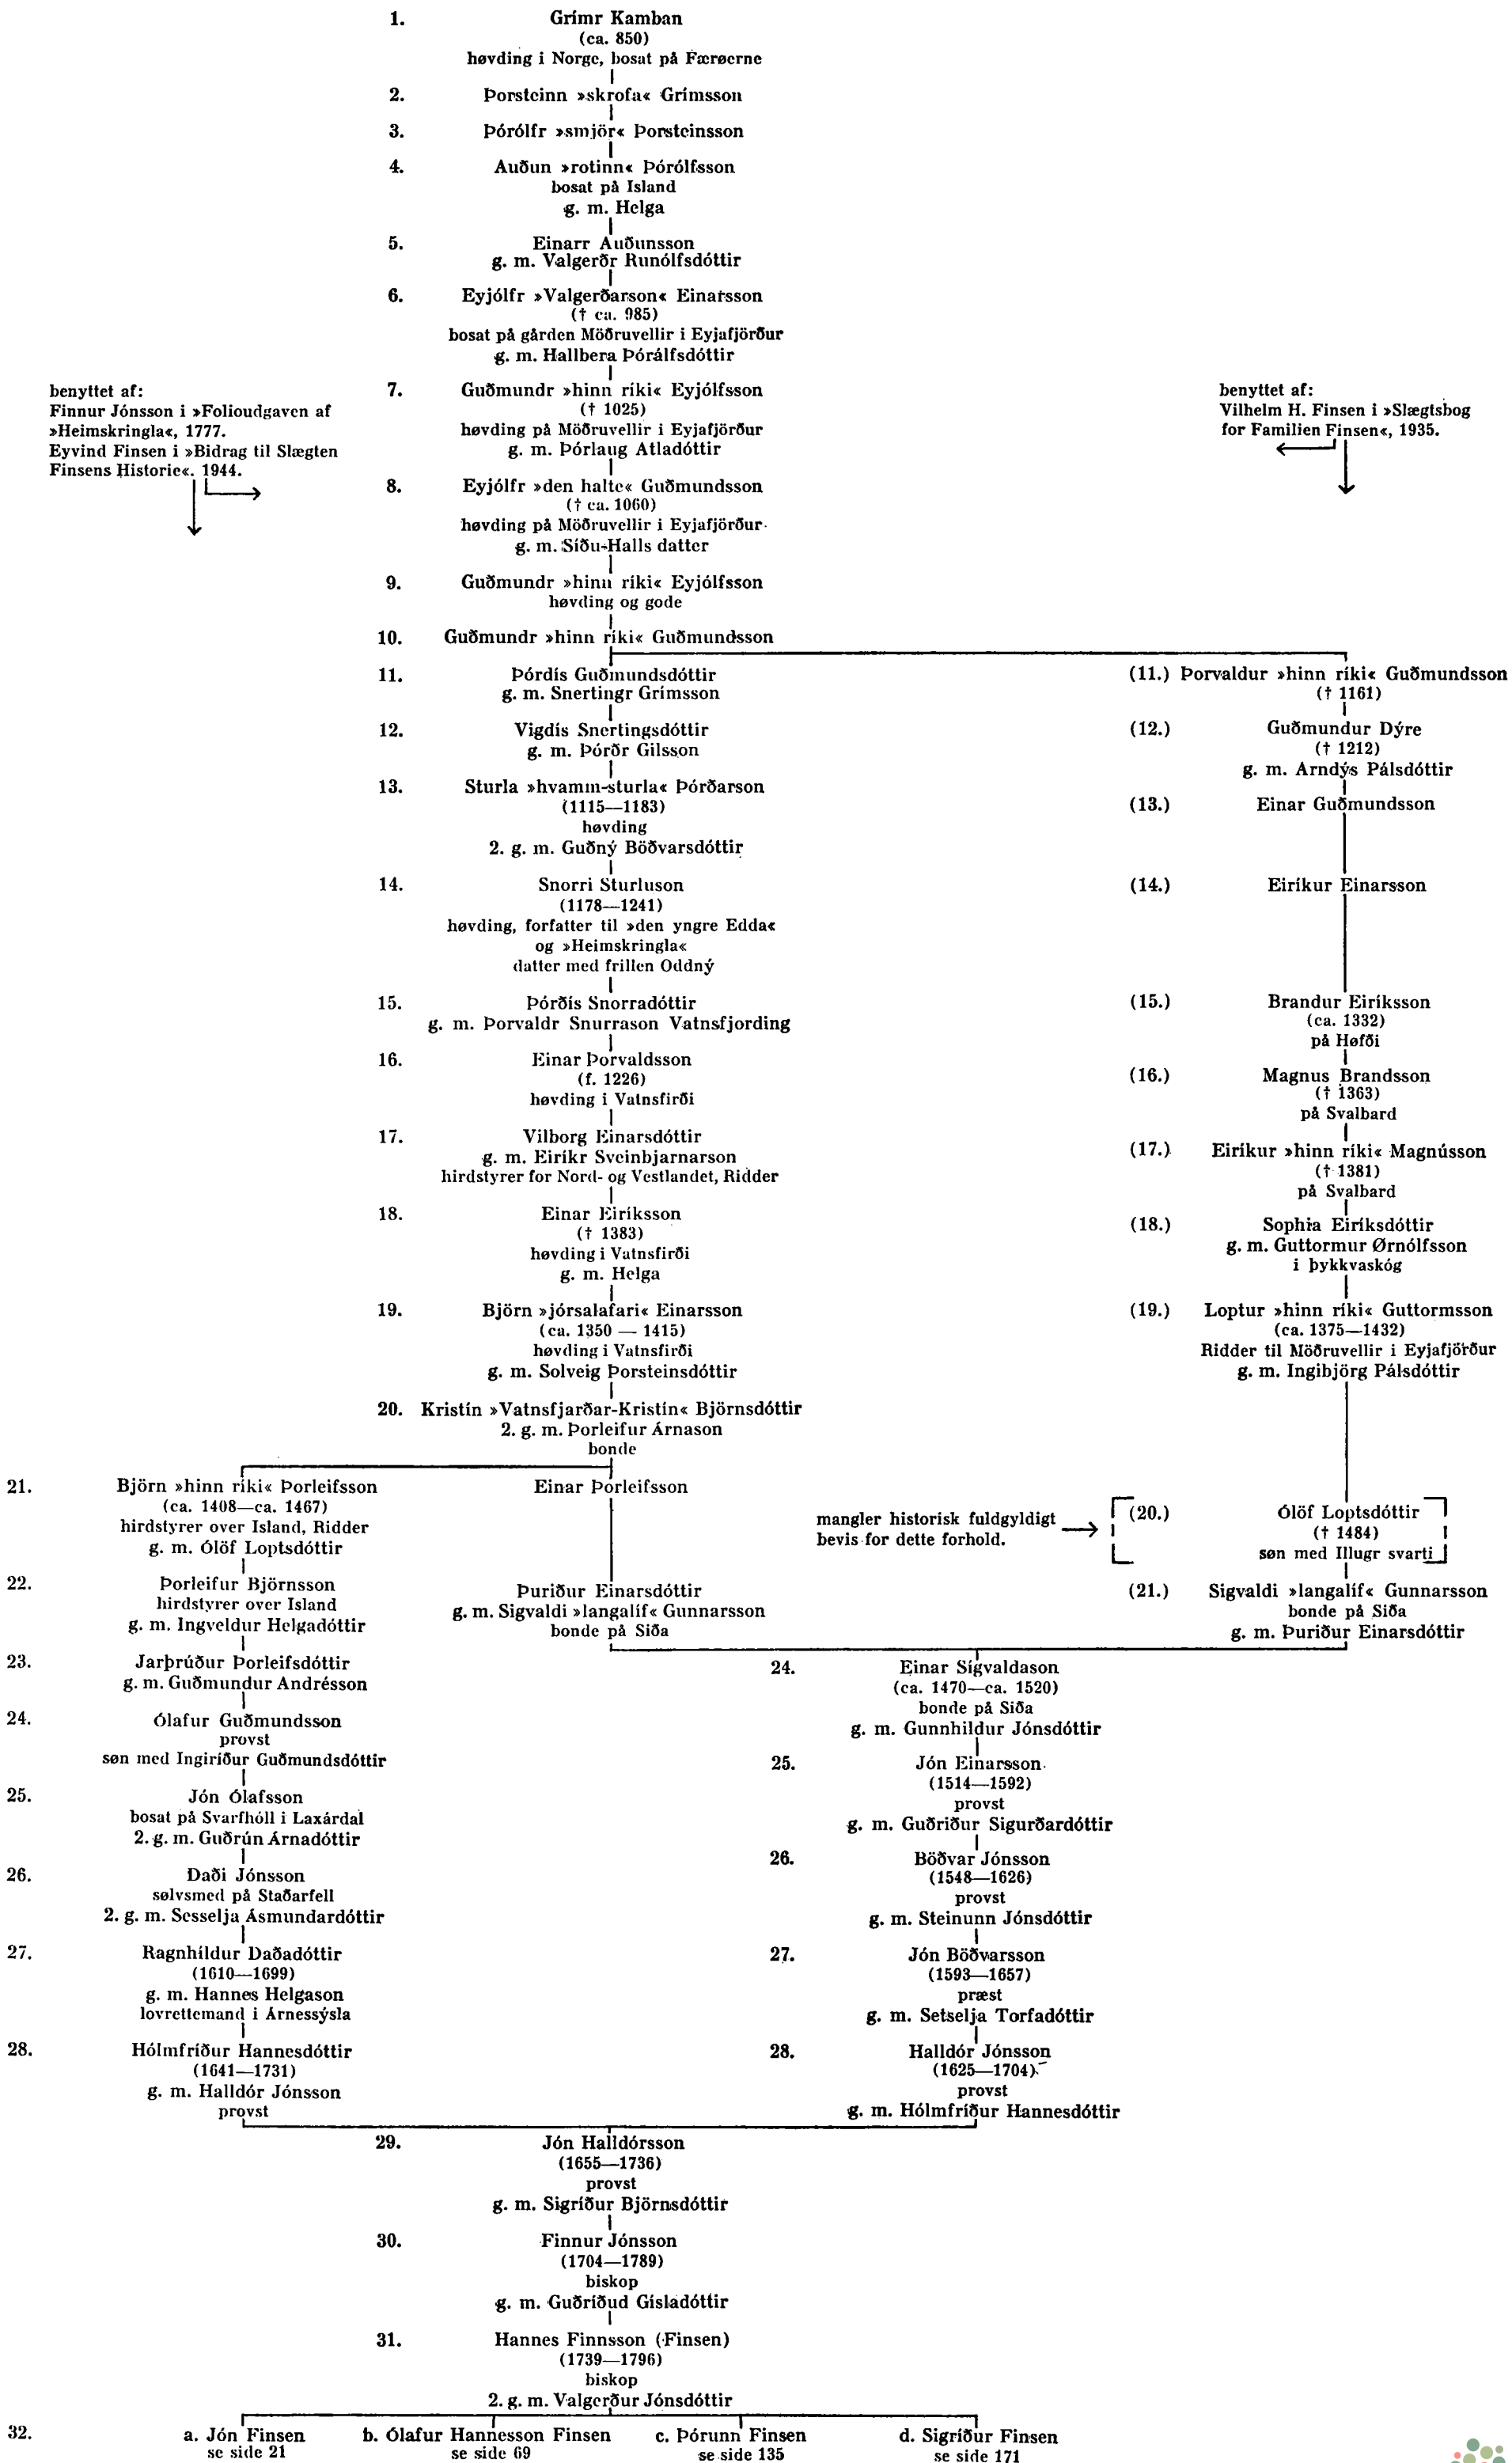 1. Grímr Kamban
(ca. 850)
høvding i Norge, bosat på Færøerne
2. Þorsteinn »skrofa« Grímsson
3. Þórólfr »smjör« Þorsteinsson
4. Auðun »rotinn« Þórólfsson
bosat på Island
g. m. Helga
5. Einarr Auðunsson
g. m. Valgerðr Runólfsdóttir
6. Eyjólfr »Valgerðarson« Einarsson
(† ca. 985)
bosat på gården Möðruvellir i Eyjafjörður
g. m. Hallbera Þórálfsdóttir
benyttet af:
Finnur Jónsson i »Folioudgaven af
»Heimskringla«, 1777.
Eyvind Finsen i »Bidrag til Slægten
Finsens Historie«. 1944.
7. Guðmundr »hinn ríki« Eyjólfsson
(† 1025)
høvding på Möðruvellir i Eyjafjörður
g. m. Þórlaug Atladóttir
benyttet af:
Vilhelm H. Finsen i »Slægtsbog
for Familien Finsen«, 1935.
8. Eyjólfr »den halte« Guðmundsson
(† ca. 1060)
høvding på Möðruvellir i Eyjafjörður
g. m. Síðu-Halls datter
9. Guðmundr »hinn ríki« Eyjólfsson
høvding og gode
10. Guðmundr »hinn ríki« Guðmundsson
11. Þórdís Guðmundsdóttir
g. m. Snertingr Grímsson
12. Vigdís Snertingsdóttir
g. m. Þórðr Gilsson
13. Sturla »hvamm-sturla« Þórðarson
(1115—1183)
høvding
2. g. m. Guðný Böðvarsdóttir
14. Snorri Sturluson
(1178—1241)
høvding, forfatter til »den yngre Edda«
og »Heimskringla«
datter med frillen Oddný
15. Þórðís Snorradóttir
g. m. Þorvaldr Snurrason Vatnsfjording
16. Einar Þorvaldsson
(f. 1226)
høvding i Vatnsfirði
17. Vilborg Einarsdóttir
g. m. Eiríkr Sveinbjarnarson
hirdstyrer for Nord- og Vestlandet, Ridder
18. Einar Eiríksson
(† 1383)
høvding i Vatnsfirði
g. m. Helga
19. Björn »jórsalafari« Einarsson
(ca. 1350 — 1415)
høvding i Vatnsfirði
g. m. Solveig Þorsteinsdóttir
20. Kristín »Vatnsfjarðar-Kristín« Björnsdóttir
2. g. m. Þorleifur Árnason
bonde
(11.) Þorvaldur »hinn ríki« Guðmundsson
(† 1161)
(12.) Guðmundur Dýre
(† 1212)
g. m. Arndýs Pálsdóttir
(13.) Einar Guðmundsson
(14.) Eiríkur Einarsson
(15.) Brandur Eiríksson
(ca. 1332)
på Høfði
(16.) Magnus Brandsson
(† 1363)
på Svalbard
(17.) Eiríkur »hinn ríki« Magnússon
(† 1381)
på Svalbard
(18.) Sophia Eiríksdóttir
g. m. Guttormur Ørnólfsson
i þykkvaskóg
(19.) Loptur »hinn ríki« Guttormsson
(ca. 1375—1432)
Ridder til Möðruvellir i Eyjafjörður
g. m. Ingibjörg Pálsdóttir
21. Björn »hinn ríki« Þorleifsson
(ca. 1408—ca. 1467)
hirdstyrer over Island, Ridder
g. m. Ólöf Loptsdóttir
22. Þorleifur Björnsson
hirdstyrer over Island
g. m. Ingveldur Helgadóttir
23. Jarþrúður Þorleifsdóttir
g. m. Guðmundur Andrésson
24. Ólafur Guðmundsson
provst
søn med Ingiríður Guðmundsdóttir
25. Jón Ólafsson
bosat på Svarfhóll i Laxárdal
2. g. m. Guðrún Árnadóttir
26. Daði Jónsson
sølvsmed på Staðarfell
2. g. m. Sesselja Ásmundardóttir
27. Ragnhíldur Daðadóttir
(1610—1699)
g. m. Hannes Helgason
lovrettemand i Árnessýsla
28. Hólmfríður Hannesdóttir
(1641—1731)
g. m. Halldór Jónsson
provst
Einar Þorleifsson
Þuriður Einarsdóttir
g. m. Sigvaldi »langalíf« Gunnarsson
bonde på Siða
mangler historisk fuldgyldigt
bevis for dette forhold.
(20.) Ólöf Loptsdóttir
(† 1484)
søn med Illugr svarti
(21.) Sigvaldi »langalíf« Gunnarsson
bonde på Siða
g. m. Þuriður Einarsdóttir
24. Einar Sígvaldason
(ca. 1470—ca. 1520)
bonde på Siða
g. m. Gunnhildur Jónsdóttir
25. Jón Einarsson
(1514—1592)
provst
g. m. Guðriður Sigurðardóttir
26. Böðvar Jónsson
(1548—1626)
provst
g. m. Steinunn Jónsdóttir
27. Jón Böðvarsson
(1593—1657)
præst
g. m. Setselja Torfadóttir
28. Halldór Jónsson
(1625—1704)
provst
g. m. Hólmfríður Hannesdóttir
29. Jón Halldórsson
(1655—1736)
provst
g. m. Sigríður Björnsdóttir
30. Finnur Jónsson
(1704—1789)
biskop
g. m. Guðríðud Gísladóttir
31. Hannes Finnsson (Finsen)
(1739—1796)
biskop
2. g. m. Valgerður Jónsdóttir
32. a. Jón Finsen b. Ólafur Hannesson Finsen c. Þórunn Finsen d. Sigríður Finsen
se side 21 se side 69 se side 135 se side 171